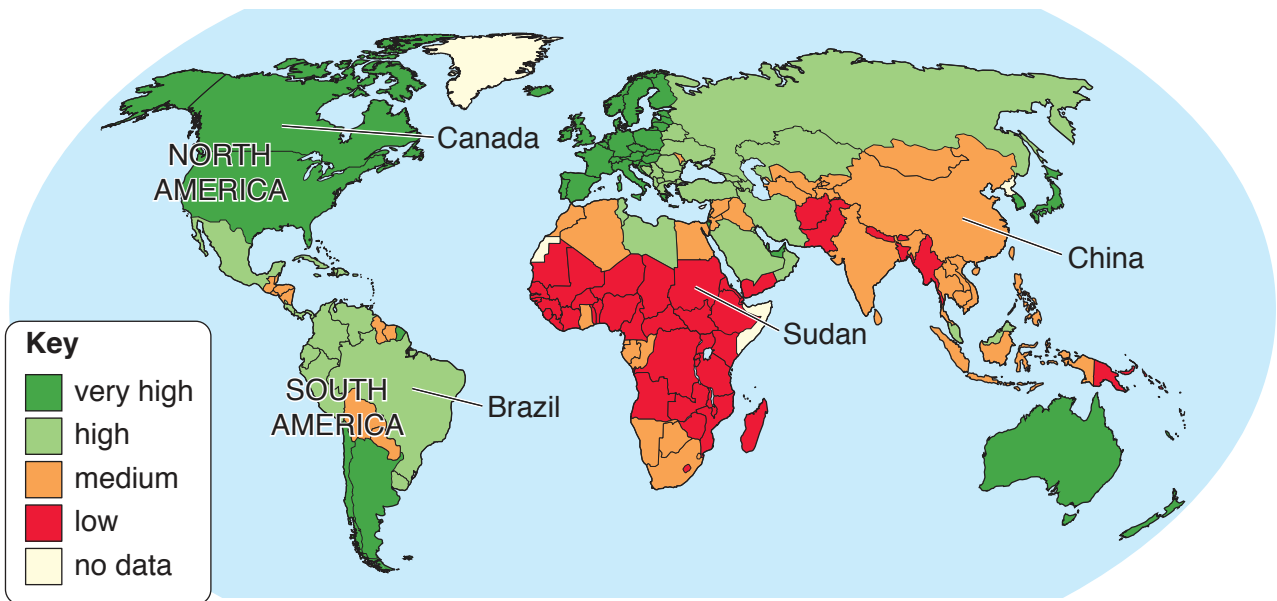 Canada
NORTH
AMERICA
China
Sudan
Key
very high
high
medium
low
no data
SOUTH
AMERICA
Brazil